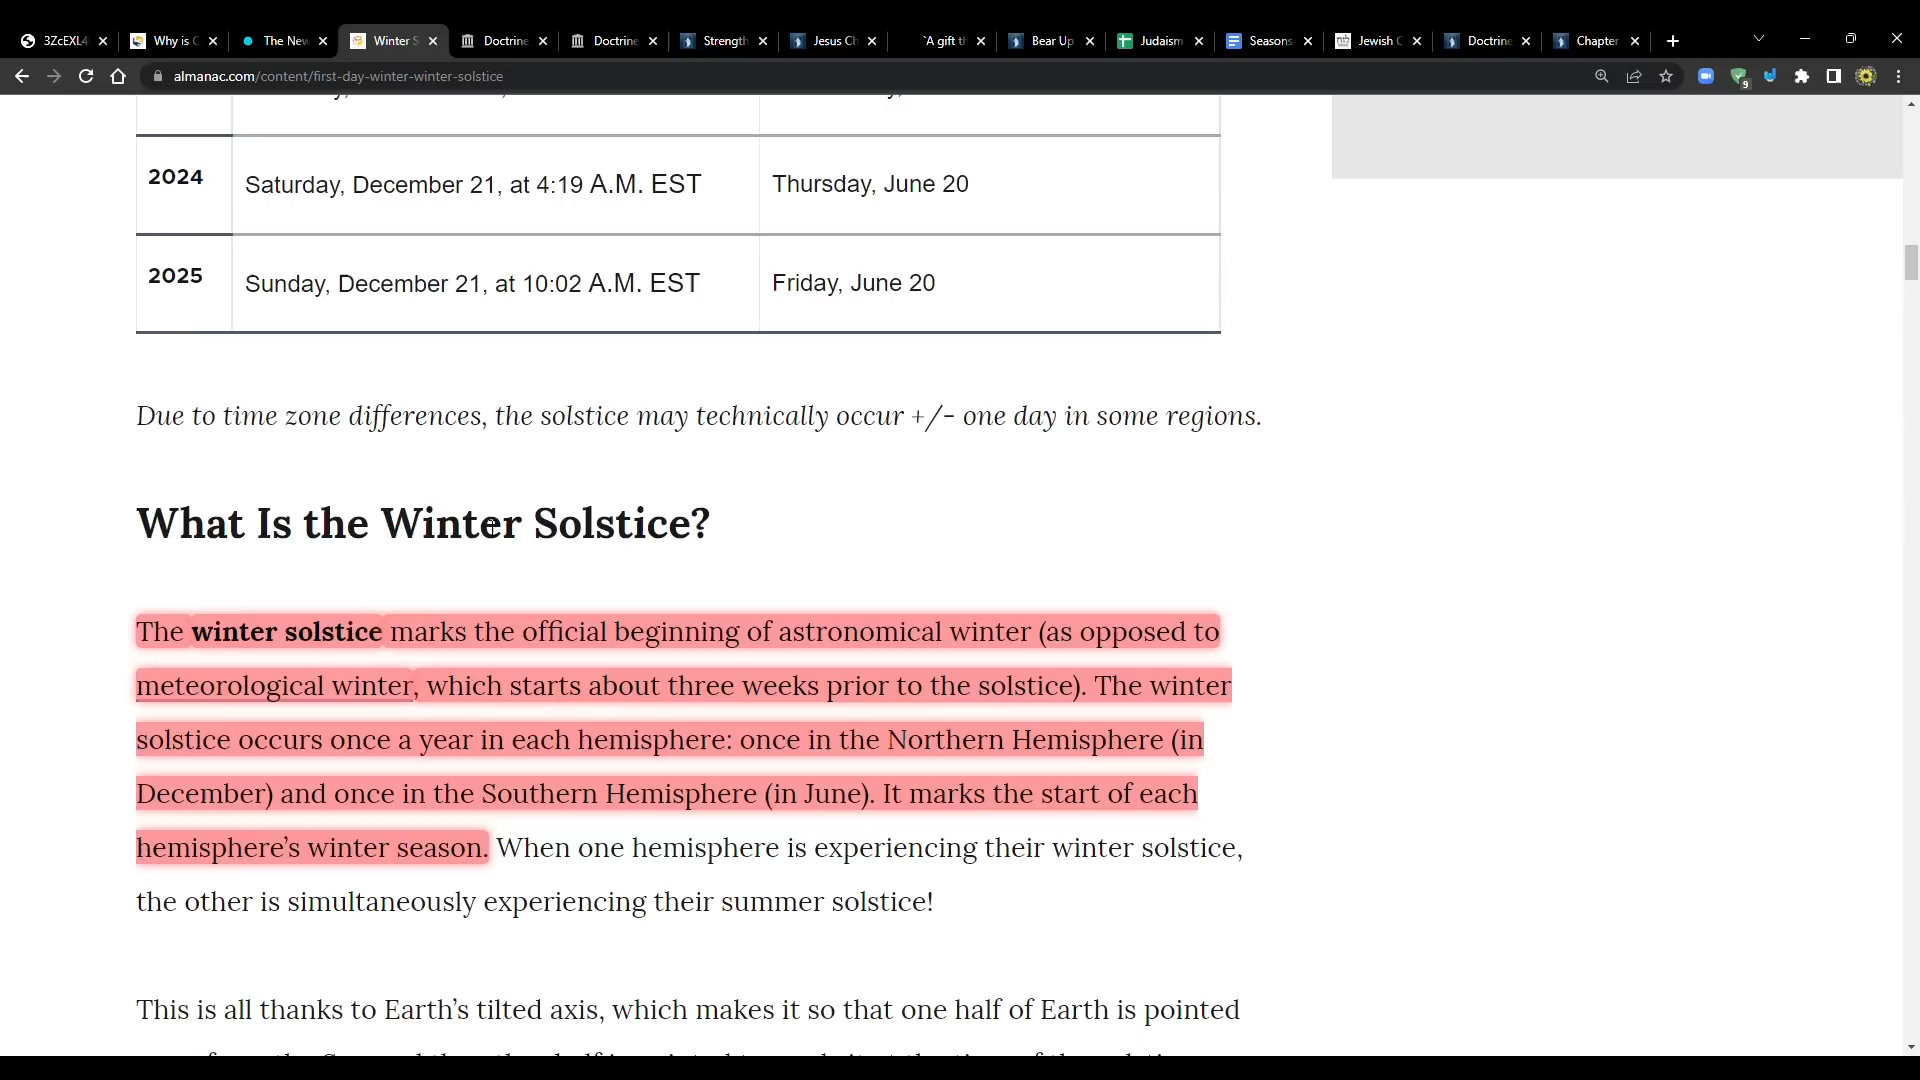 3ZcEXL4
Why is C
The New
Winter S
Doctrine
Doctrine
Strength
Jesus Ch
`A gift th
Bear Up
Judaism
Seasons
Jewish C
Doctrine
Chapter
almanac.com/content/first-day-winter-winter-solstice
9
2024
Saturday, December 21, at 4:19 A.M. EST
Thursday, June 20
2025
Sunday, December 21, at 10:02 A.M. EST
Friday, June 20
Due to time zone differences, the solstice may technically occur +/- one day in some regions.
What Is the Winter Solstice?
The winter solstice marks the official beginning of astronomical winter (as opposed to
meteorological winter, which starts about three weeks prior to the solstice). The winter
solstice occurs once a year in each hemisphere: once in the Northern Hemisphere (in
December) and once in the Southern Hemisphere (in June). It marks the start of each
hemisphere’s winter season. When one hemisphere is experiencing their winter solstice,
the other is simultaneously experiencing their summer solstice!
This is all thanks to Earth’s tilted axis, which makes it so that one half of Earth is pointed